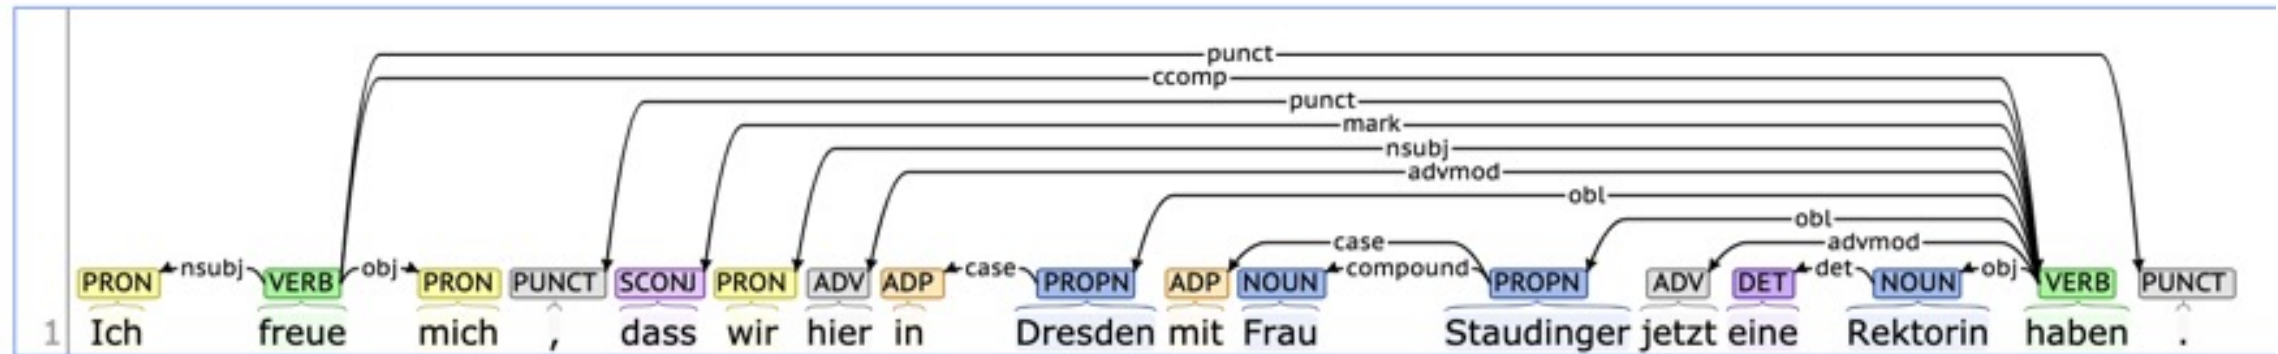 punct
ccomp
punct
mark
nsubj
advmod
obl
obl
case advmod
nsubj obj case compound det obj
PRON VERB PRON PUNCT SCONJ PRON ADV ADP PROPN ADP NOUN PROPN ADV DET NOUN VERB PUNCT
1 Ich freue mich , dass wir hier in Dresden mit Frau Staudinger jetzt eine Rektorin haben .